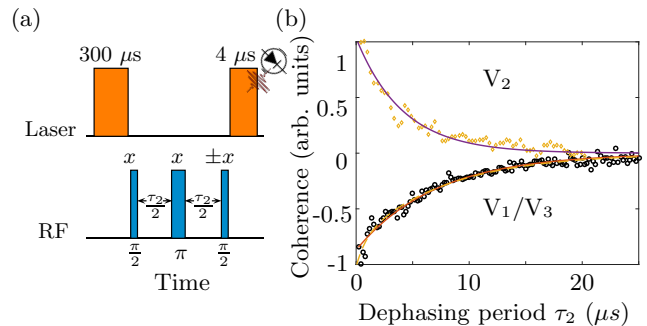 (a)
300 μs
4 μs
Laser
x x ±x
τ₂/2 τ₂/2
RF
π/2 π π/2
Time
(b)
Coherence (arb. units)
1
0.5
0
-0.5
-1
V₂
V₁/V₃
0 10 20
Dephasing period τ₂ (μs)